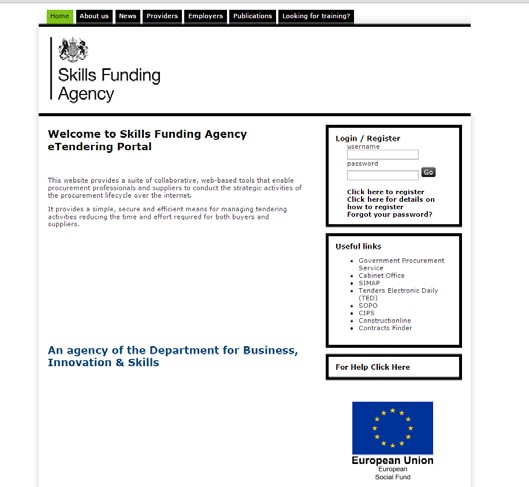 Home
About us
News
Providers
Employers
Publications
Looking for training?
Skills Funding
Agency
Welcome to Skills Funding Agency
eTendering Portal
This website provides a suite of collaborative, web-based tools that enable
procurement professionals and suppliers to conduct the strategic activities of
the procurement lifecycle over the internet.
It provides a simple, secure and efficient means for managing tendering
activities reducing the time and effort required for both buyers and
suppliers.
An agency of the Department for Business,
Innovation & Skills
Login / Register
username
password
Go
Click here to register
Click here for details on
how to register
Forgot your password?
Useful links
Government Procurement
Service
Cabinet Office
SIMAP
Tenders Electronic Daily
(TED)
SOPO
CIPS
Constructionline
Contracts Finder
For Help Click Here
European Union
European
Social Fund